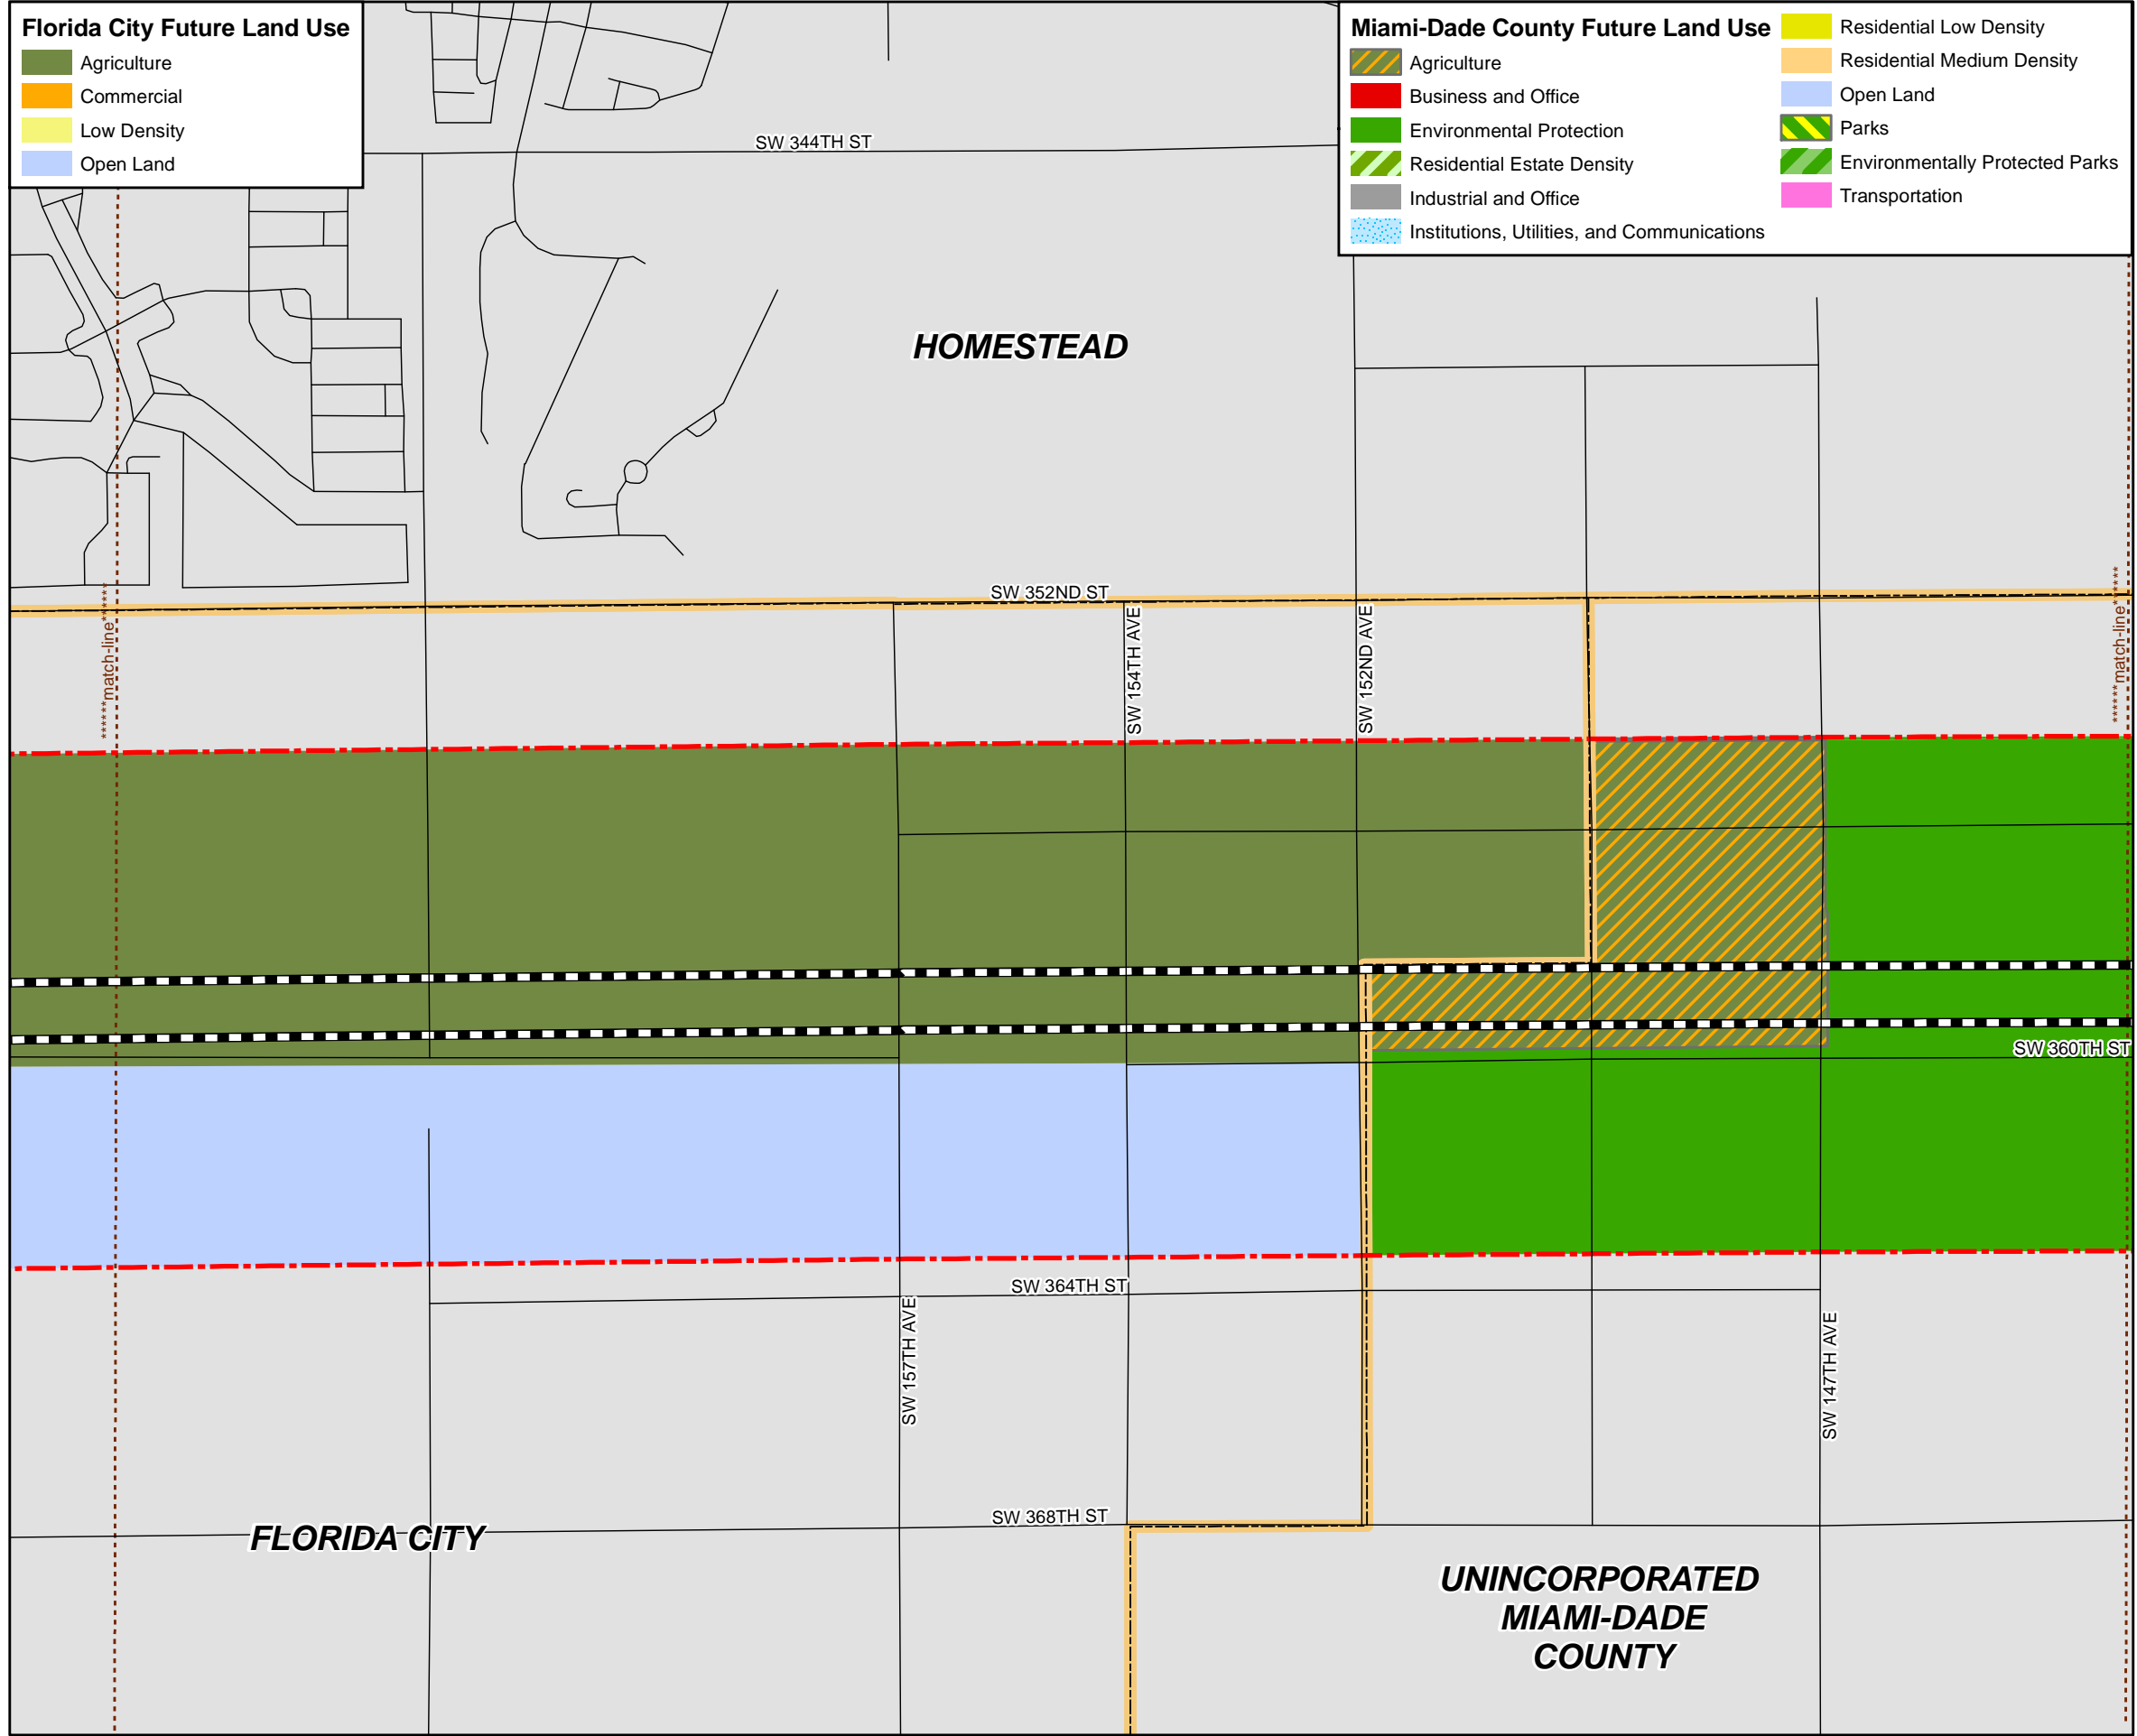 Florida City Future Land Use
Agriculture
Commercial
Low Density
Open Land
Miami-Dade County Future Land Use
Agriculture
Business and Office
Environmental Protection
Residential Estate Density
Industrial and Office
Institutions, Utilities, and Communications
Residential Low Density
Residential Medium Density
Open Land
Parks
Environmentally Protected Parks
Transportation
SW 344TH ST
HOMESTEAD
SW 352ND ST
******match-line******
SW 154TH AVE
SW 152ND AVE
******match-line******
SW 360TH ST
SW 364TH ST
SW 157TH AVE
SW 147TH AVE
SW 368TH ST
FLORIDA CITY
UNINCORPORATED
MIAMI-DADE
COUNTY